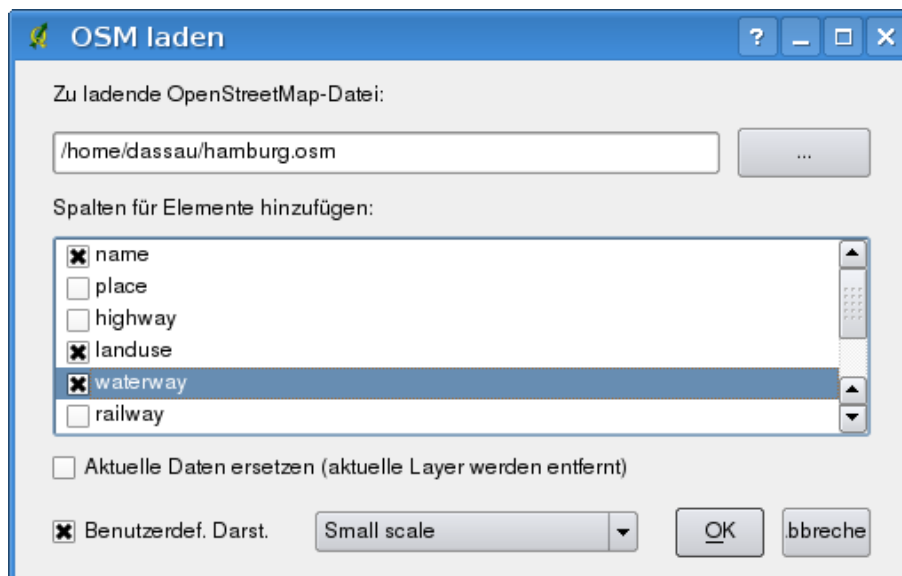 OSM laden
?
Zu ladende OpenStreetMap-Datei:
/home/dassau/hamburg.osm
...
Spalten für Elemente hinzufügen:
name
place
highway
landuse
waterway
railway
Aktuelle Daten ersetzen (aktuelle Layer werden entfernt)
Benutzerdef. Darst.
Small scale
OK
.bbreche